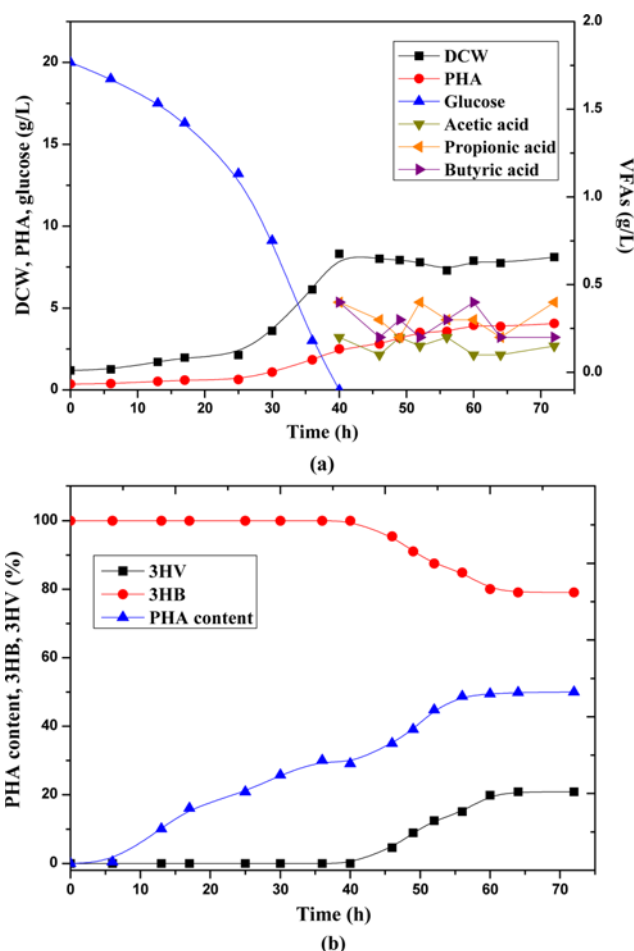 DCW
PHA
Glucose
Acetic acid
Propionic acid
Butyric acid
DCW, PHA, glucose (g/L)
VFAs (g/L)
20
15
10
5
0
2.0
1.5
1.0
0.5
0.0
0 10 20 30 40 50 60 70
Time (h)
(a)
3HV
3HB
PHA content
PHA content, 3HB, 3HV (%)
100
80
60
40
20
0
0 10 20 30 40 50 60 70
Time (h)
(b)